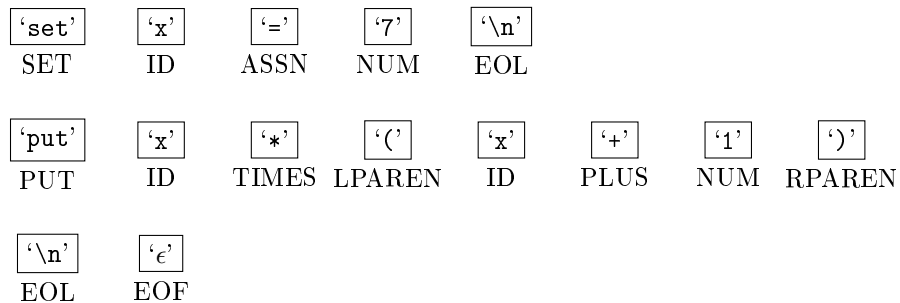 ‘set’ ‘x’ ‘=’ ‘7’ ‘\n’
SET ID ASSN NUM EOL
‘put’ ‘x’ ‘*’ ‘(’ ‘x’ ‘+’ ‘1’ ‘)’
PUT ID TIMES LPAREN ID PLUS NUM RPAREN
‘\n’ ‘ϵ’
EOL EOF